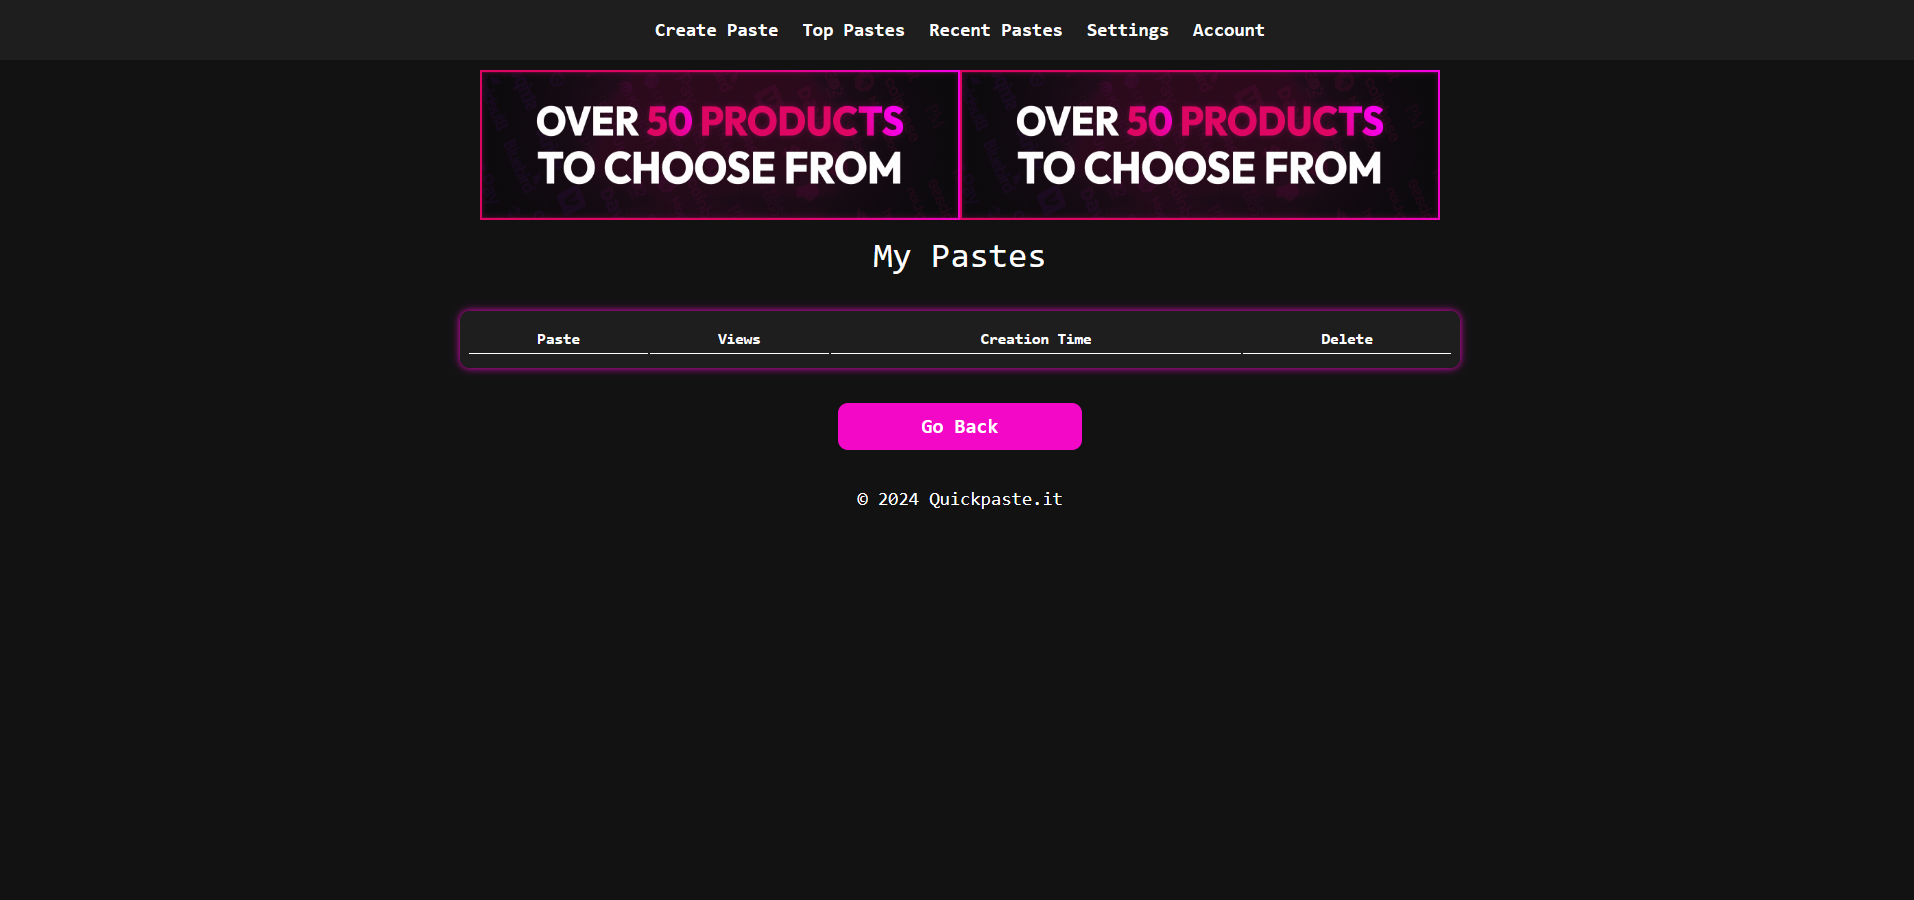 Create Paste Top Pastes Recent Pastes Settings Account
OVER 50 PRODUCTS
TO CHOOSE FROM
OVER 50 PRODUCTS
TO CHOOSE FROM
My Pastes
Paste Views Creation Time Delete
Go Back
© 2024 Quickpaste.it